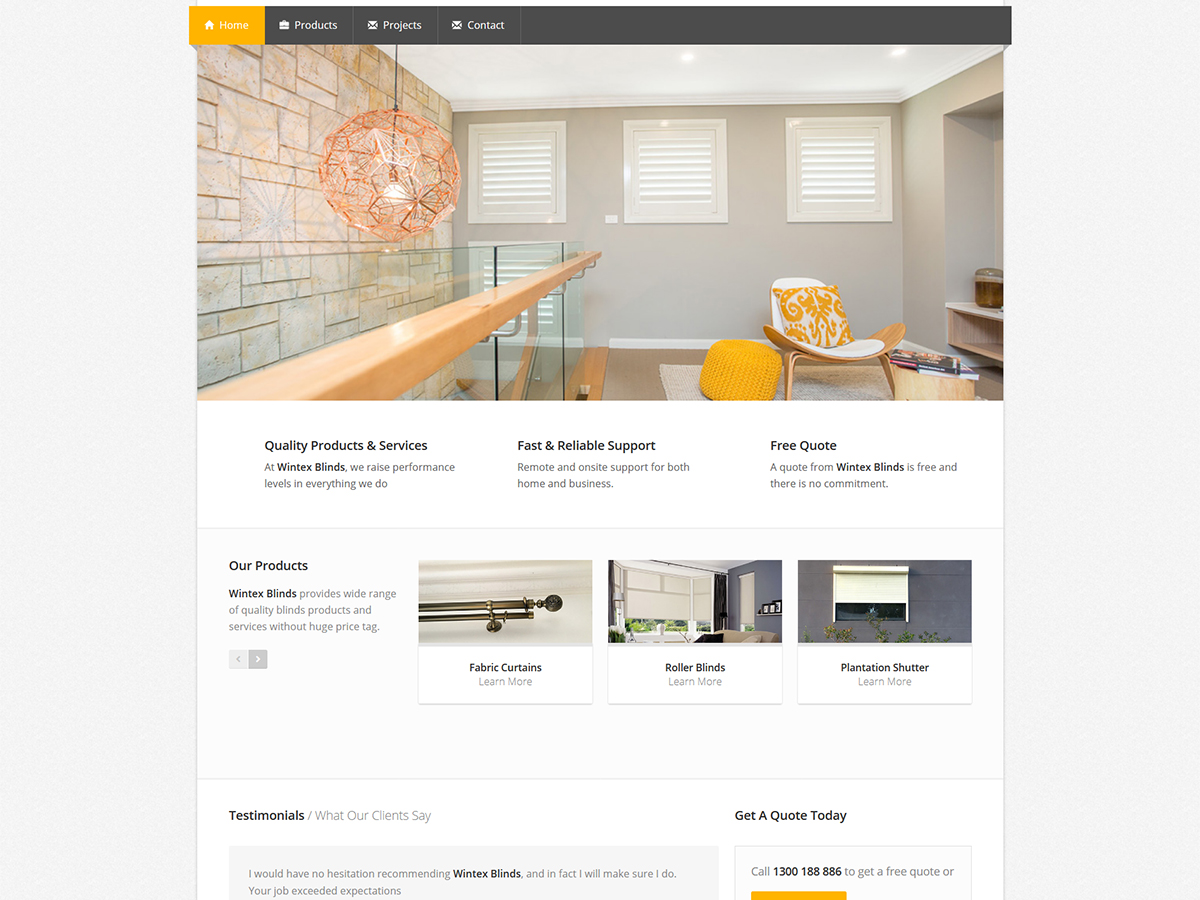 Home Products Projects Contact
Quality Products & Services
At Wintex Blinds, we raise performance
levels in everything we do
Fast & Reliable Support
Remote and onsite support for both
home and business.
Free Quote
A quote from Wintex Blinds is free and
there is no commitment.
Our Products
Wintex Blinds provides wide range
of quality blinds products and
services without huge price tag.
Fabric Curtains
Learn More
Roller Blinds
Learn More
Plantation Shutter
Learn More
Testimonials / What Our Clients Say
I would have no hesitation recommending Wintex Blinds, and in fact I will make sure I do.
Your job exceeded expectations
Get A Quote Today
Call 1300 188 886 to get a free quote or